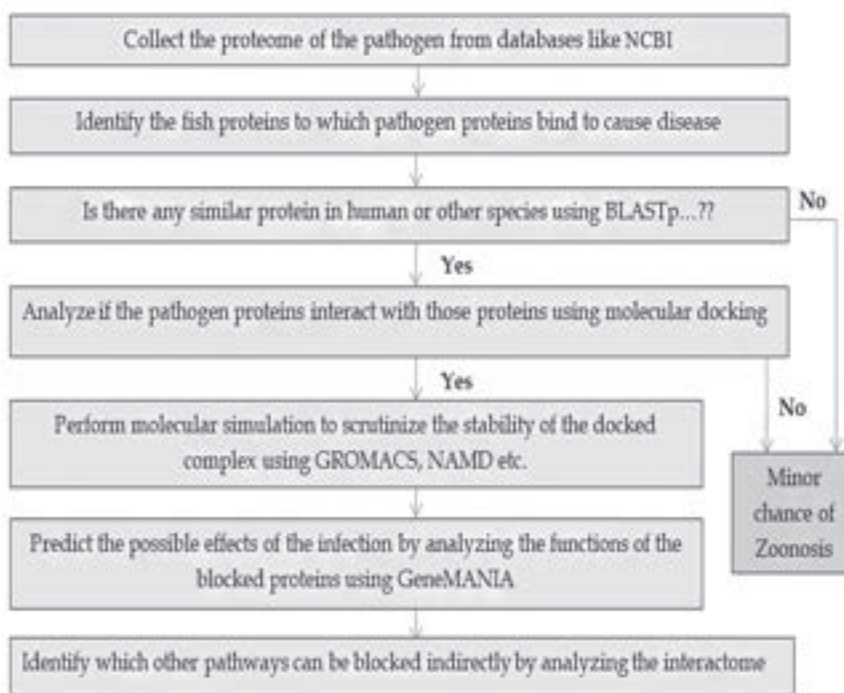 Collect the proteome of the pathogen from databases like NCBI
Identify the fish proteins to which pathogen proteins bind to cause disease
Is there any similar protein in human or other species using BLASTp...??
No
Yes
Analyze if the pathogen proteins interact with those proteins using molecular docking
Yes
No
Perform molecular simulation to scrutinize the stability of the docked
complex using GROMACS, NAMD etc.
Minor
chance of
Zoonosis
Predict the possible effects of the infection by analyzing the functions of the
blocked proteins using GeneMANIA
Identify which other pathways can be blocked indirectly by analyzing the interactome